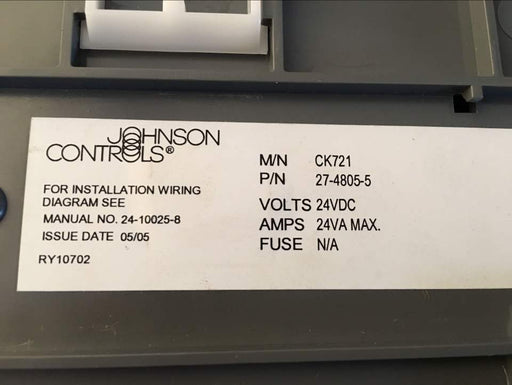 JOHNSON
CONTROLS®
FOR INSTALLATION WIRING
DIAGRAM SEE
MANUAL NO. 24-10025-8
ISSUE DATE 05/05
RY10702
M/N CK721
P/N 27-4805-5
VOLTS 24VDC
AMPS 24VA MAX.
FUSE N/A